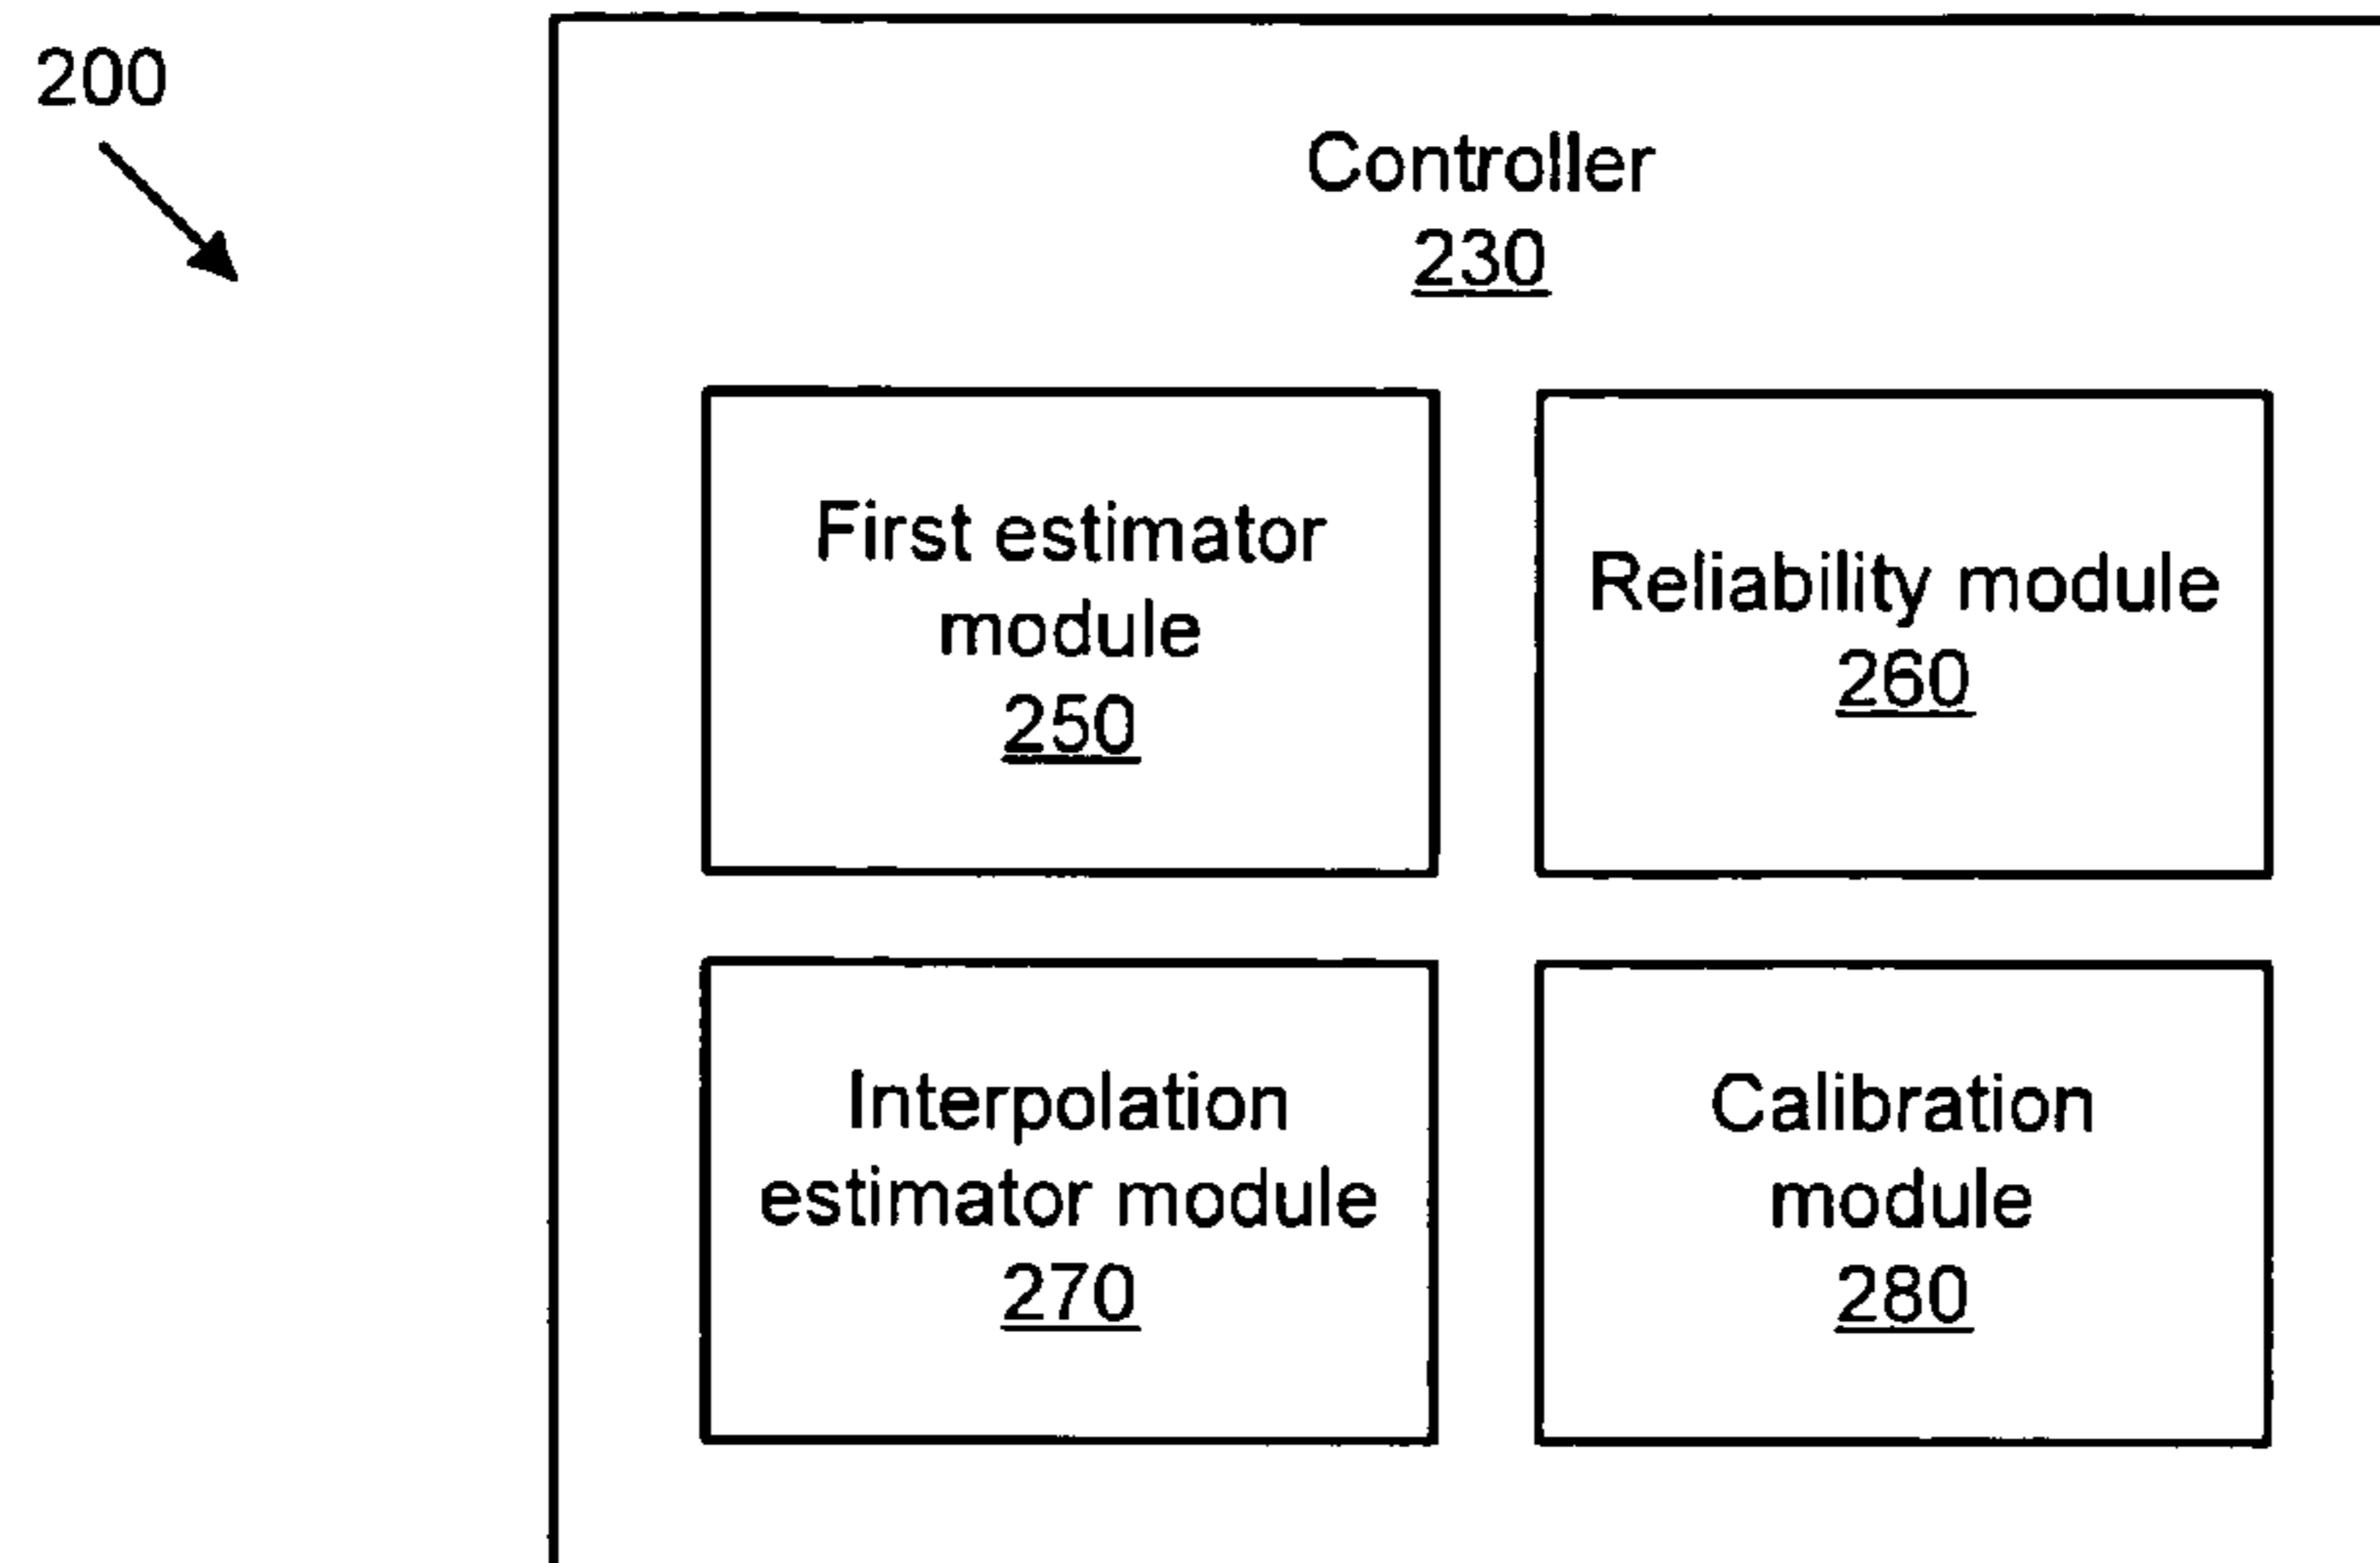 200
Controller
230
First estimator
module
250
Reliability module
260
Interpolation
estimator module
270
Calibration
module
280